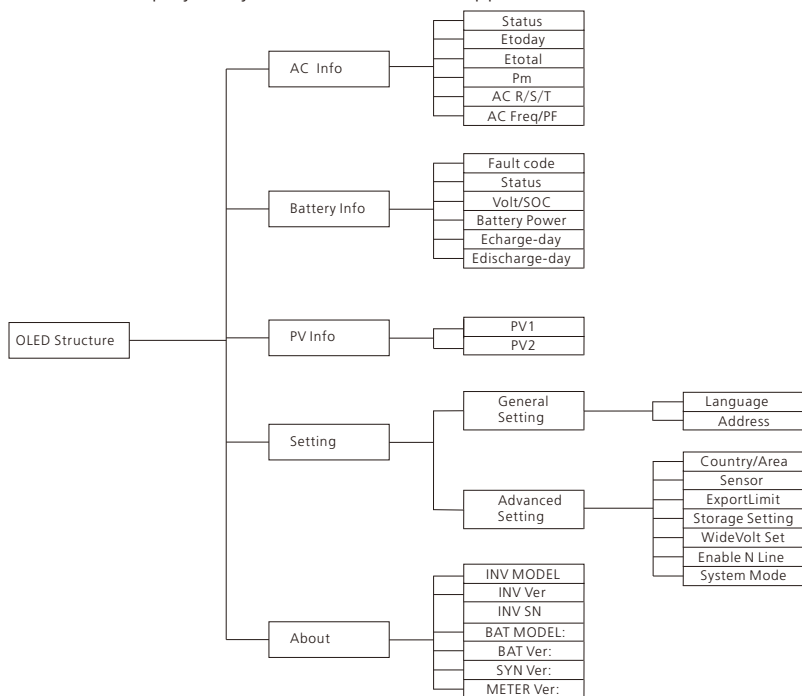 OLED Structure
AC Info
Status
Etoday
Etotal
Pm
AC R/S/T
AC Freq/PF
Battery Info
Fault code
Status
Volt/SOC
Battery Power
Echarge-day
Edischarge-day
PV Info
PV1
PV2
Setting
General
Setting
Language
Address
Advanced
Setting
Country/Area
Sensor
ExportLimit
Storage Setting
WideVolt Set
Enable N Line
System Mode
About
INV MODEL
INV Ver
INV SN
BAT MODEL:
BAT Ver:
SYN Ver:
METER Ver: